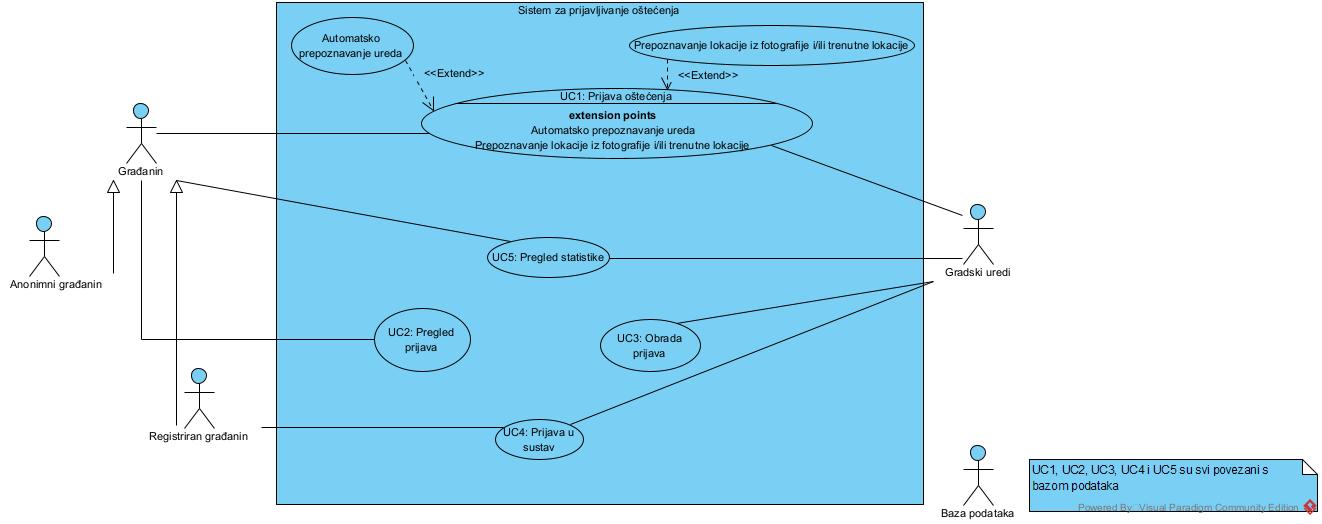 Sistem za prijavljivanje oštećenja
Automatsko
prepoznavanje ureda
Prepoznavanje lokacije iz fotografije i/ili trenutne lokacije
<<Extend>>
<<Extend>>
UC1: Prijava oštećenja
extension points
Automatsko prepoznavanje ureda
Prepoznavanje lokacije iz fotografije i/ili trenutne lokacije
Građanin
Anonimni građanin
UC5: Pregled statistike
Gradski uredi
UC2: Pregled
prijava
UC3: Obrada
prijava
Registriran građanin
UC4: Prijava u
sustav
Baza podataka
UC1, UC2, UC3, UC4 i UC5 su svi povezani s
bazom podataka
Powered By Visual Paradigm Community Edition